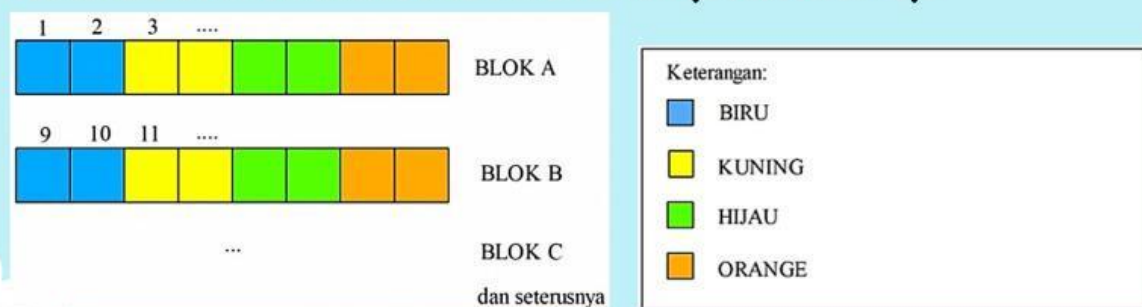 1 2 3 ....
BLOK A
9 10 11 ....
BLOK B
...
BLOK C
dan seterusnya
Keterangan:
BIRU
KUNING
HIJAU
ORANGE